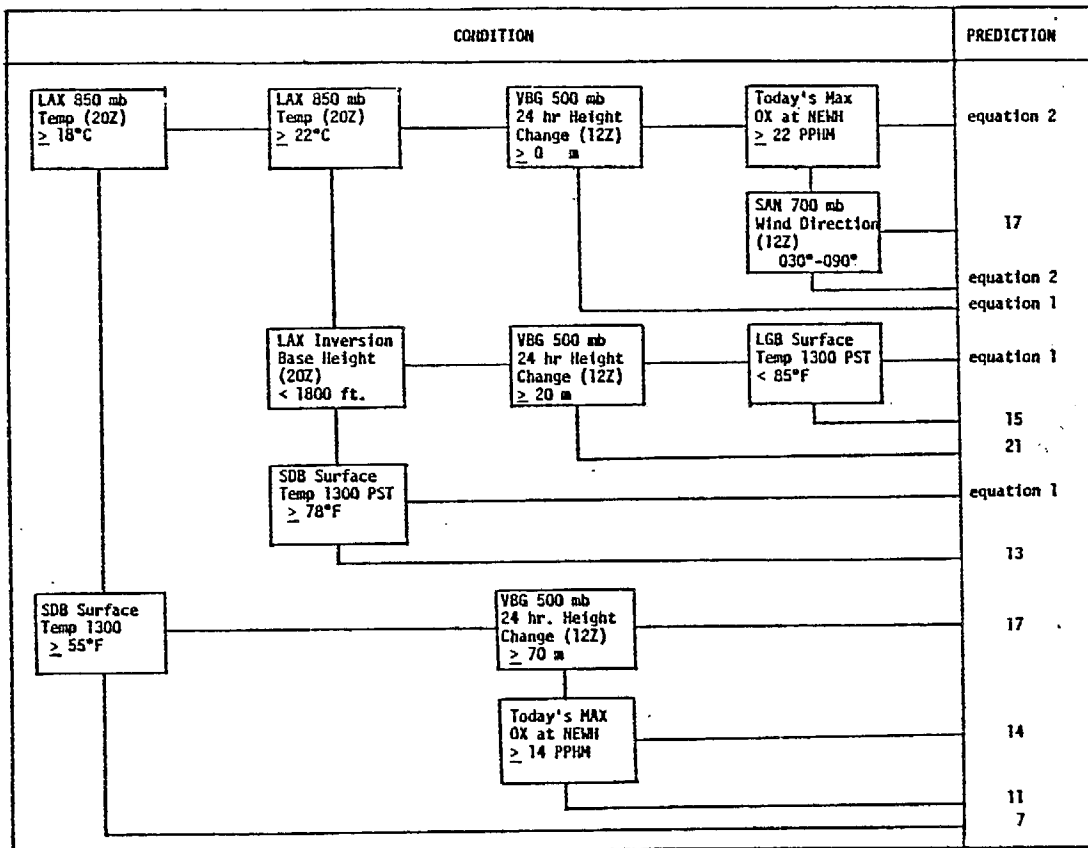 CONDITION
PREDICTION
LAX 850 mb
Temp (20Z)
≥ 18°C
LAX 850 mb
Temp (20Z)
≥ 22°C
VBG 500 mb
24 hr Height
Change (12Z)
≥ 0 m
Today's Max
OX at NEWH
≥ 22 PPHM
equation 2
SAN 700 mb
Wind Direction
(12Z)
030°-090°
17
equation 2
equation 1
LAX Inversion
Base Height
(20Z)
< 1800 ft.
VBG 500 mb
24 hr Height
Change (12Z)
≥ 20 m
LGB Surface
Temp 1300 PST
< 85°F
equation 1
15
21
SDB Surface
Temp 1300 PST
≥ 78°F
equation 1
13
SDB Surface
Temp 1300
≥ 55°F
VBG 500 mb
24 hr. Height
Change (12Z)
≥ 70 m
17
Today's MAX
OX at NEWH
≥ 14 PPHM
14
11
7